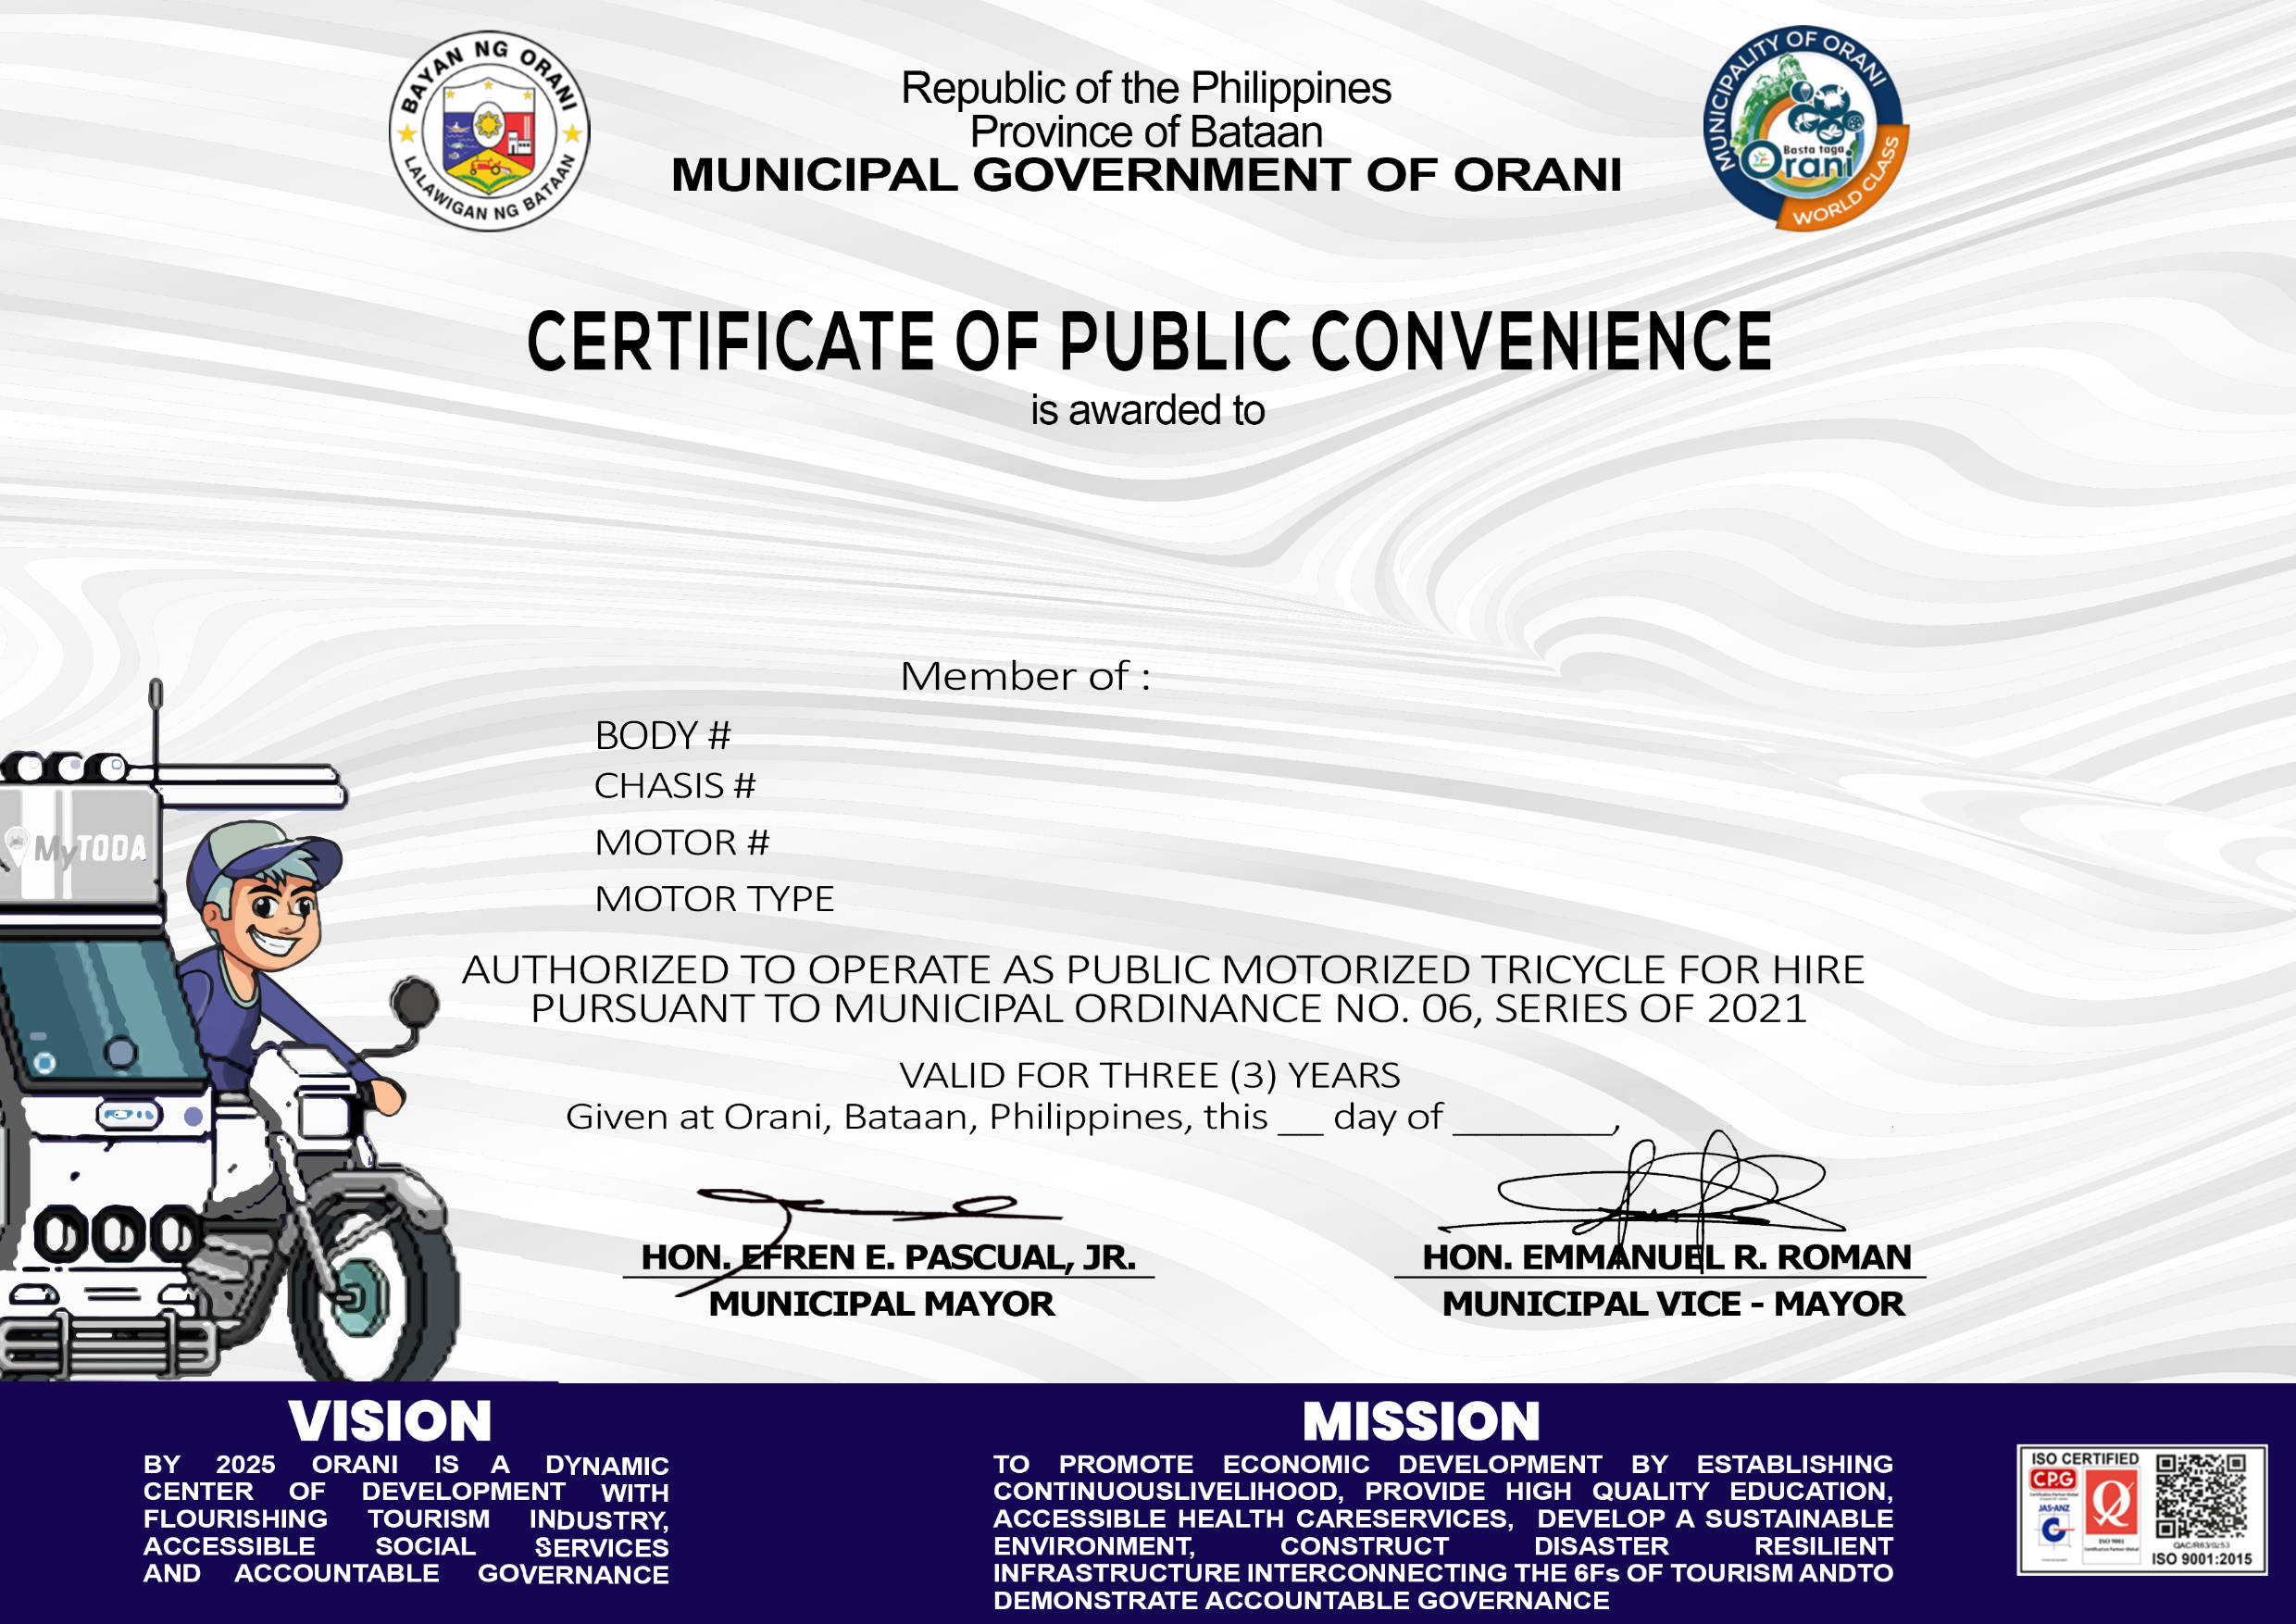 BAYAN NG ORANI
LALAWIGAN NG BATAAN
Republic of the Philippines
Province of Bataan
MUNICIPAL GOVERNMENT OF ORANI
MUNICIPALITY OF ORANI
Basta taga
Orani
WORLD CLASS
CERTIFICATE OF PUBLIC CONVENIENCE
is awarded to
Member of :
BODY #
CHASIS #
MOTOR #
MOTOR TYPE
MyTODA
AUTHORIZED TO OPERATE AS PUBLIC MOTORIZED TRICYCLE FOR HIRE
PURSUANT TO MUNICIPAL ORDINANCE NO. 06, SERIES OF 2021
VALID FOR THREE (3) YEARS
Given at Orani, Bataan, Philippines, this __ day of _______,
HON. EFREN E. PASCUAL, JR.
MUNICIPAL MAYOR
HON. EMMANUEL R. ROMAN
MUNICIPAL VICE - MAYOR
VISION
BY 2025 ORANI IS A DYNAMIC
CENTER OF DEVELOPMENT WITH
FLOURISHING TOURISM INDUSTRY,
ACCESSIBLE SOCIAL SERVICES
AND ACCOUNTABLE GOVERNANCE
MISSION
TO PROMOTE ECONOMIC DEVELOPMENT BY ESTABLISHING
CONTINUOUSLIVELIHOOD, PROVIDE HIGH QUALITY EDUCATION,
ACCESSIBLE HEALTH CARESERVICES, DEVELOP A SUSTAINABLE
ENVIRONMENT, CONSTRUCT DISASTER RESILIENT
INFRASTRUCTURE INTERCONNECTING THE 6Fs OF TOURISM ANDTO
DEMONSTRATE ACCOUNTABLE GOVERNANCE
ISO CERTIFIED
CPG
JAS-ANZ
ISO 9001
ISO 9001:2015